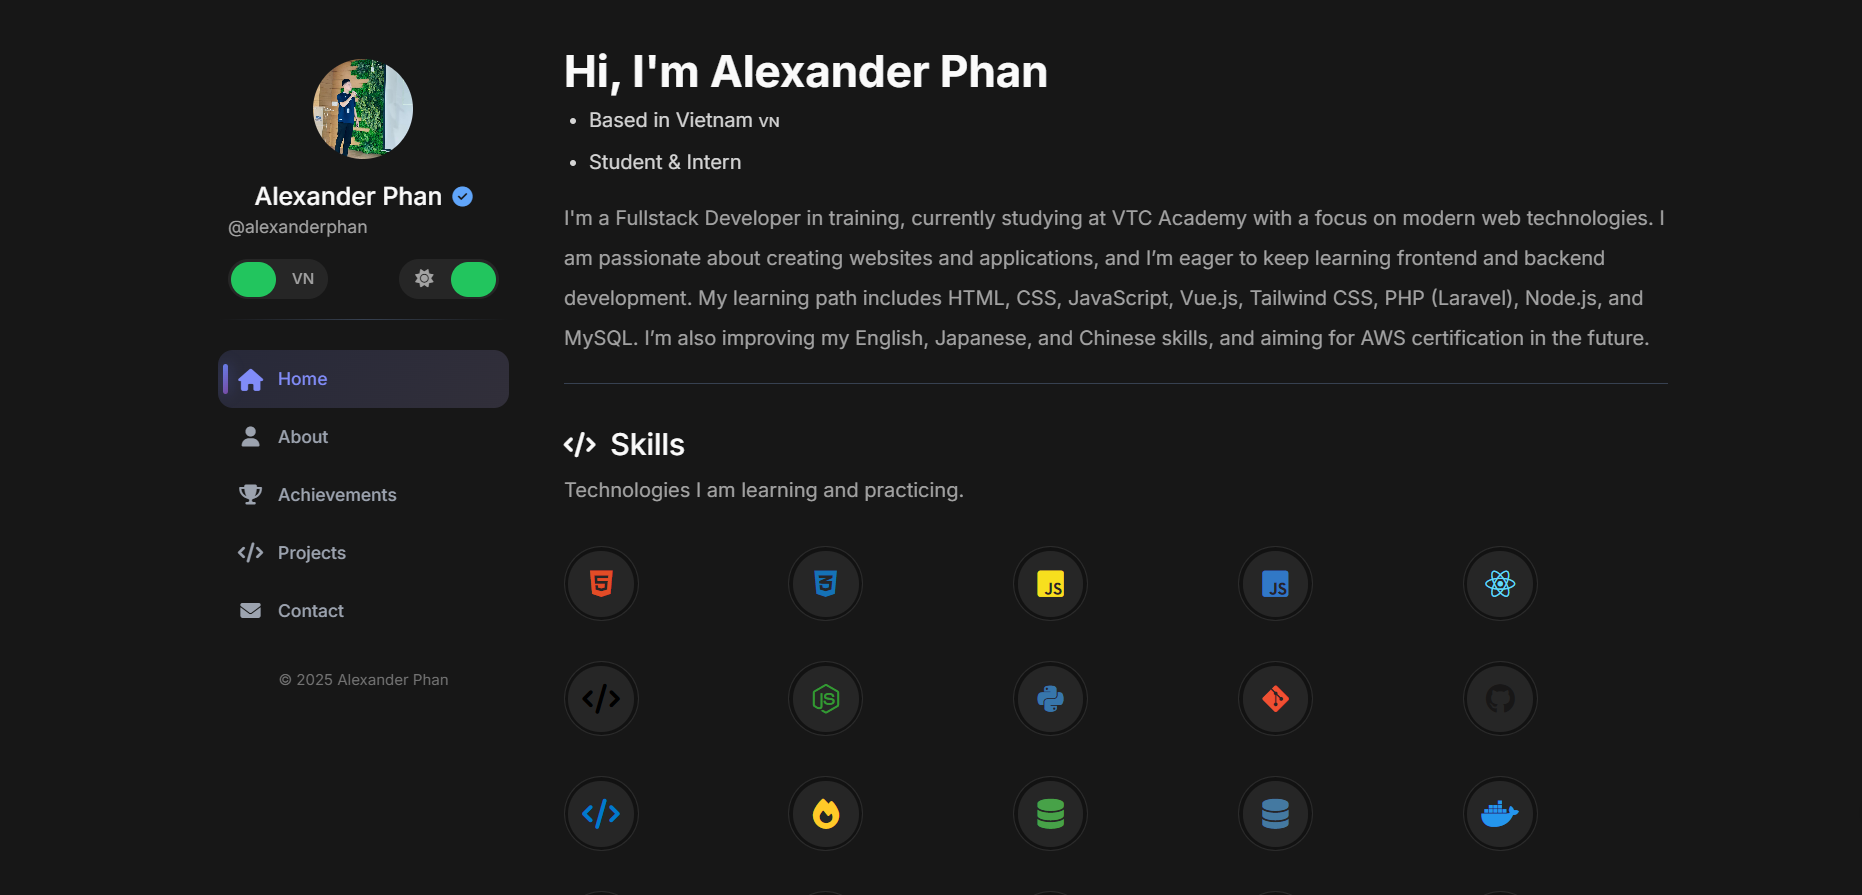 Alexander Phan
@alexanderphan
VN
Home
About
Achievements
Projects
Contact
© 2025 Alexander Phan
Hi, I'm Alexander Phan
• Based in Vietnam VN
• Student & Intern
I'm a Fullstack Developer in training, currently studying at VTC Academy with a focus on modern web technologies. I
am passionate about creating websites and applications, and I’m eager to keep learning frontend and backend
development. My learning path includes HTML, CSS, JavaScript, Vue.js, Tailwind CSS, PHP (Laravel), Node.js, and
MySQL. I’m also improving my English, Japanese, and Chinese skills, and aiming for AWS certification in the future.
</> Skills
Technologies I am learning and practicing.
5
3
JS
JS
</>
JS
</>